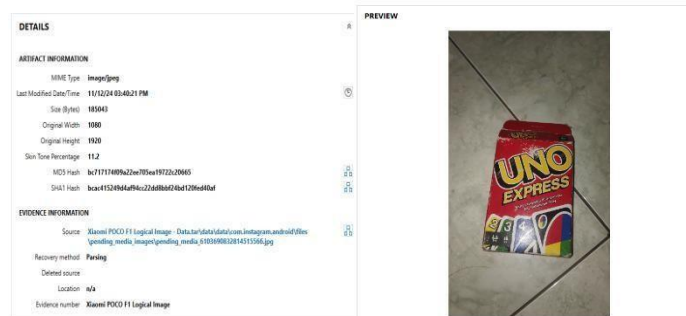 DETAILS
ARTIFACT INFORMATION
MIME Type image/jpeg
Last Modified Date/Time 11/12/24 03:40:21 PM
Size (Bytes) 185043
Original Width 1080
Original Height 1920
Skin Tone Percentage 11.2
MD5 Hash bc717174f09a22ee705ea19722c20665
SHA1 Hash bcac415249d4af94cc22dd8bbf24bd120fed40af
EVIDENCE INFORMATION
Source Xiaomi POCO F1 Logical Image - Data.tar\data\data\com.instagram.android\files
\pending_media_images\pending_media_6103690832814515566.jpg
Recovery method Parsing
Deleted source
Location n/a
Evidence number Xiaomi POCO F1 Logical Image
PREVIEW
UNO
EXPRESS